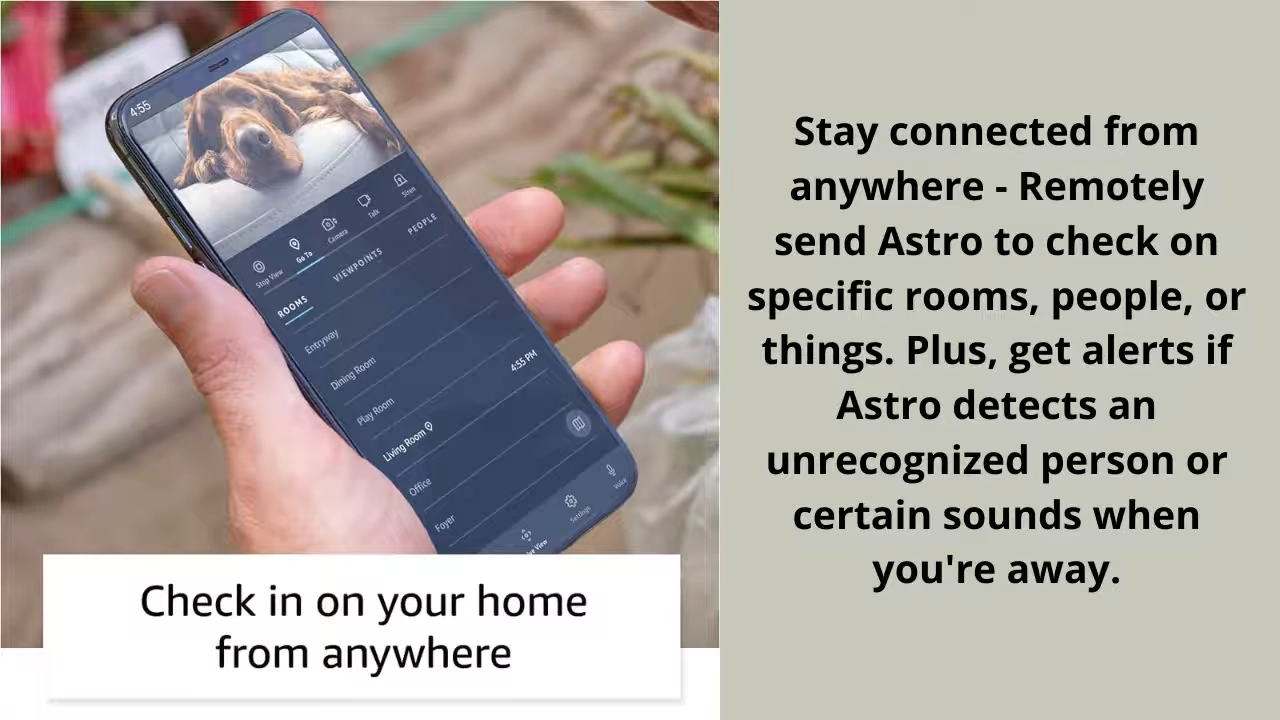 4:55
Stop View
Go To
Camera
Talk
Siren
ROOMS
VIEWPOINTS
PEOPLE
Entryway
Dining Room
Play Room
Living Room
4:55 PM
Office
Foyer
Settings
Voice
Check in on your home
from anywhere
Stay connected from
anywhere - Remotely
send Astro to check on
specific rooms, people, or
things. Plus, get alerts if
Astro detects an
unrecognized person or
certain sounds when
you're away.